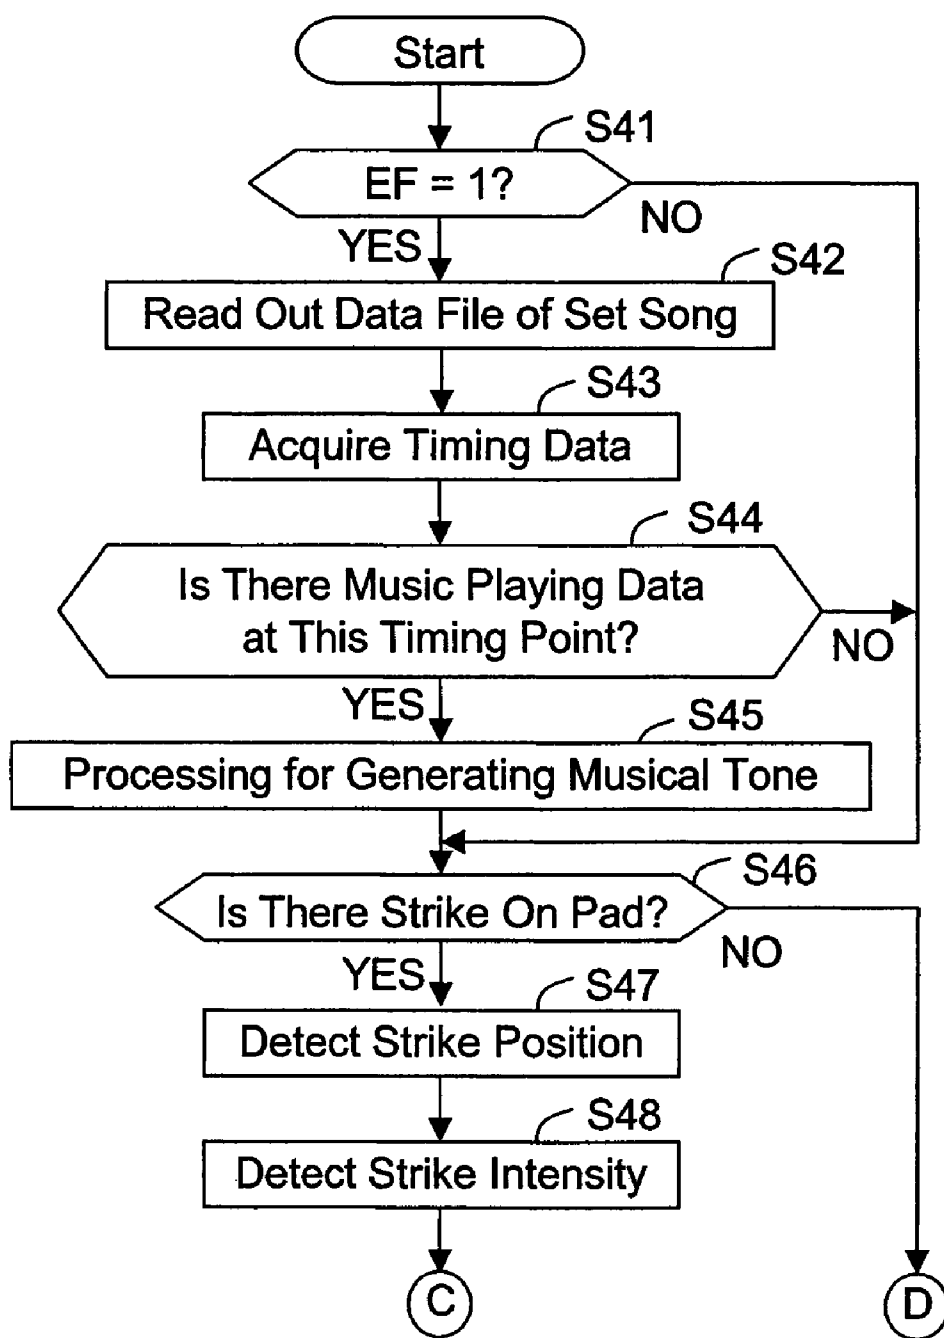 Start
S41
EF = 1?
NO
YES
S42
Read Out Data File of Set Song
S43
Acquire Timing Data
S44
Is There Music Playing Data
at This Timing Point?
NO
YES
S45
Processing for Generating Musical Tone
S46
Is There Strike On Pad?
NO
YES
S47
Detect Strike Position
S48
Detect Strike Intensity
C
D